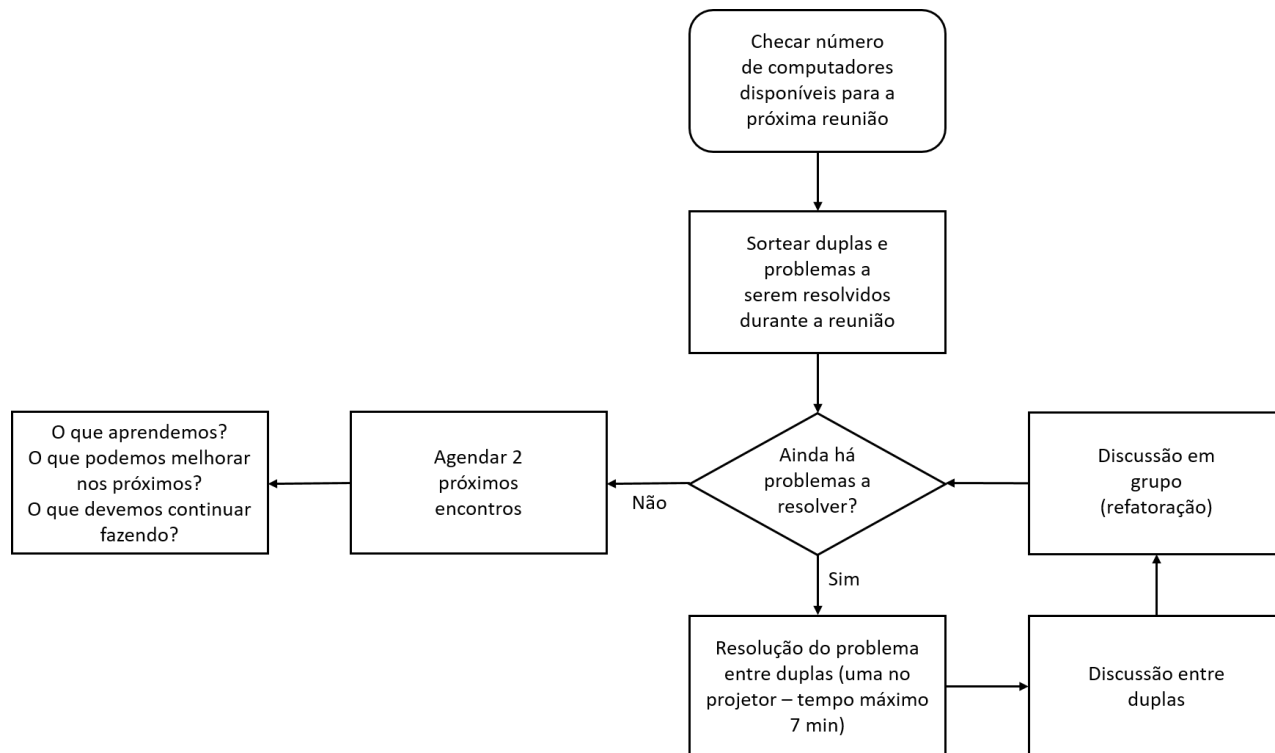 Checar número
de computadores
disponíveis para a
próxima reunião
Sortear duplas e
problemas a
serem resolvidos
durante a reunião
Ainda há
problemas a
resolver?
Não
Agendar 2
próximos
encontros
O que aprendemos?
O que podemos melhorar
nos próximos?
O que devemos continuar
fazendo?
Sim
Resolução do problema
entre duplas (uma no
projetor – tempo máximo
7 min)
Discussão entre
duplas
Discussão em
grupo
(refatoração)